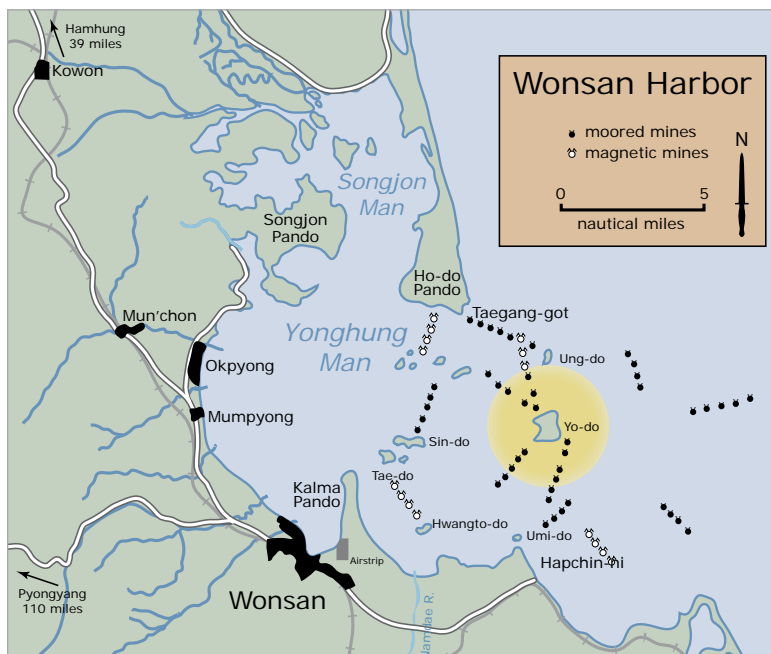 Hamhung
39 miles
Kowon
Wonsan Harbor
moored mines
magnetic mines
N
0 5
nautical miles
Songjon
Man
Songjon
Pando
Ho-do
Pando
Taegang-got
Mun'chon
Yonghung
Man
Ung-do
Okpyong
Mumpyong
Yo-do
Sin-do
Tae-do
Kalma
Pando
Hwangto-do
Umi-do
Hapchin-ni
Airstrip
Pyongyang
110 miles
Wonsan
Namdae R.